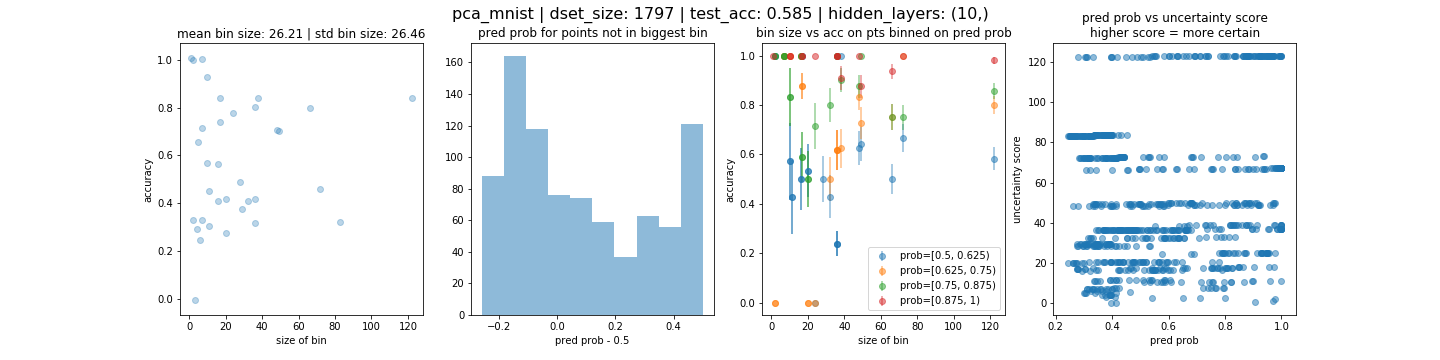 pca_mnist | dset_size: 1797 | test_acc: 0.585 | hidden_layers: (10,)
mean bin size: 26.21 | std bin size: 26.46
accuracy
1.0
0.8
0.6
0.4
0.2
0.0
0 20 40 60 80 100 120
size of bin
pred prob for points not in biggest bin
160
140
120
100
80
60
40
20
0
−0.2 0.0 0.2 0.4
pred prob - 0.5
bin size vs acc on pts binned on pred prob
accuracy
1.0
0.8
0.6
0.4
0.2
0.0
prob=[0.5, 0.625)
prob=[0.625, 0.75)
prob=[0.75, 0.875)
prob=[0.875, 1)
0 20 40 60 80 100 120
size of bin
pred prob vs uncertainty score
higher score = more certain
uncertainty score
120
100
80
60
40
20
0
0.2 0.4 0.6 0.8 1.0
pred prob